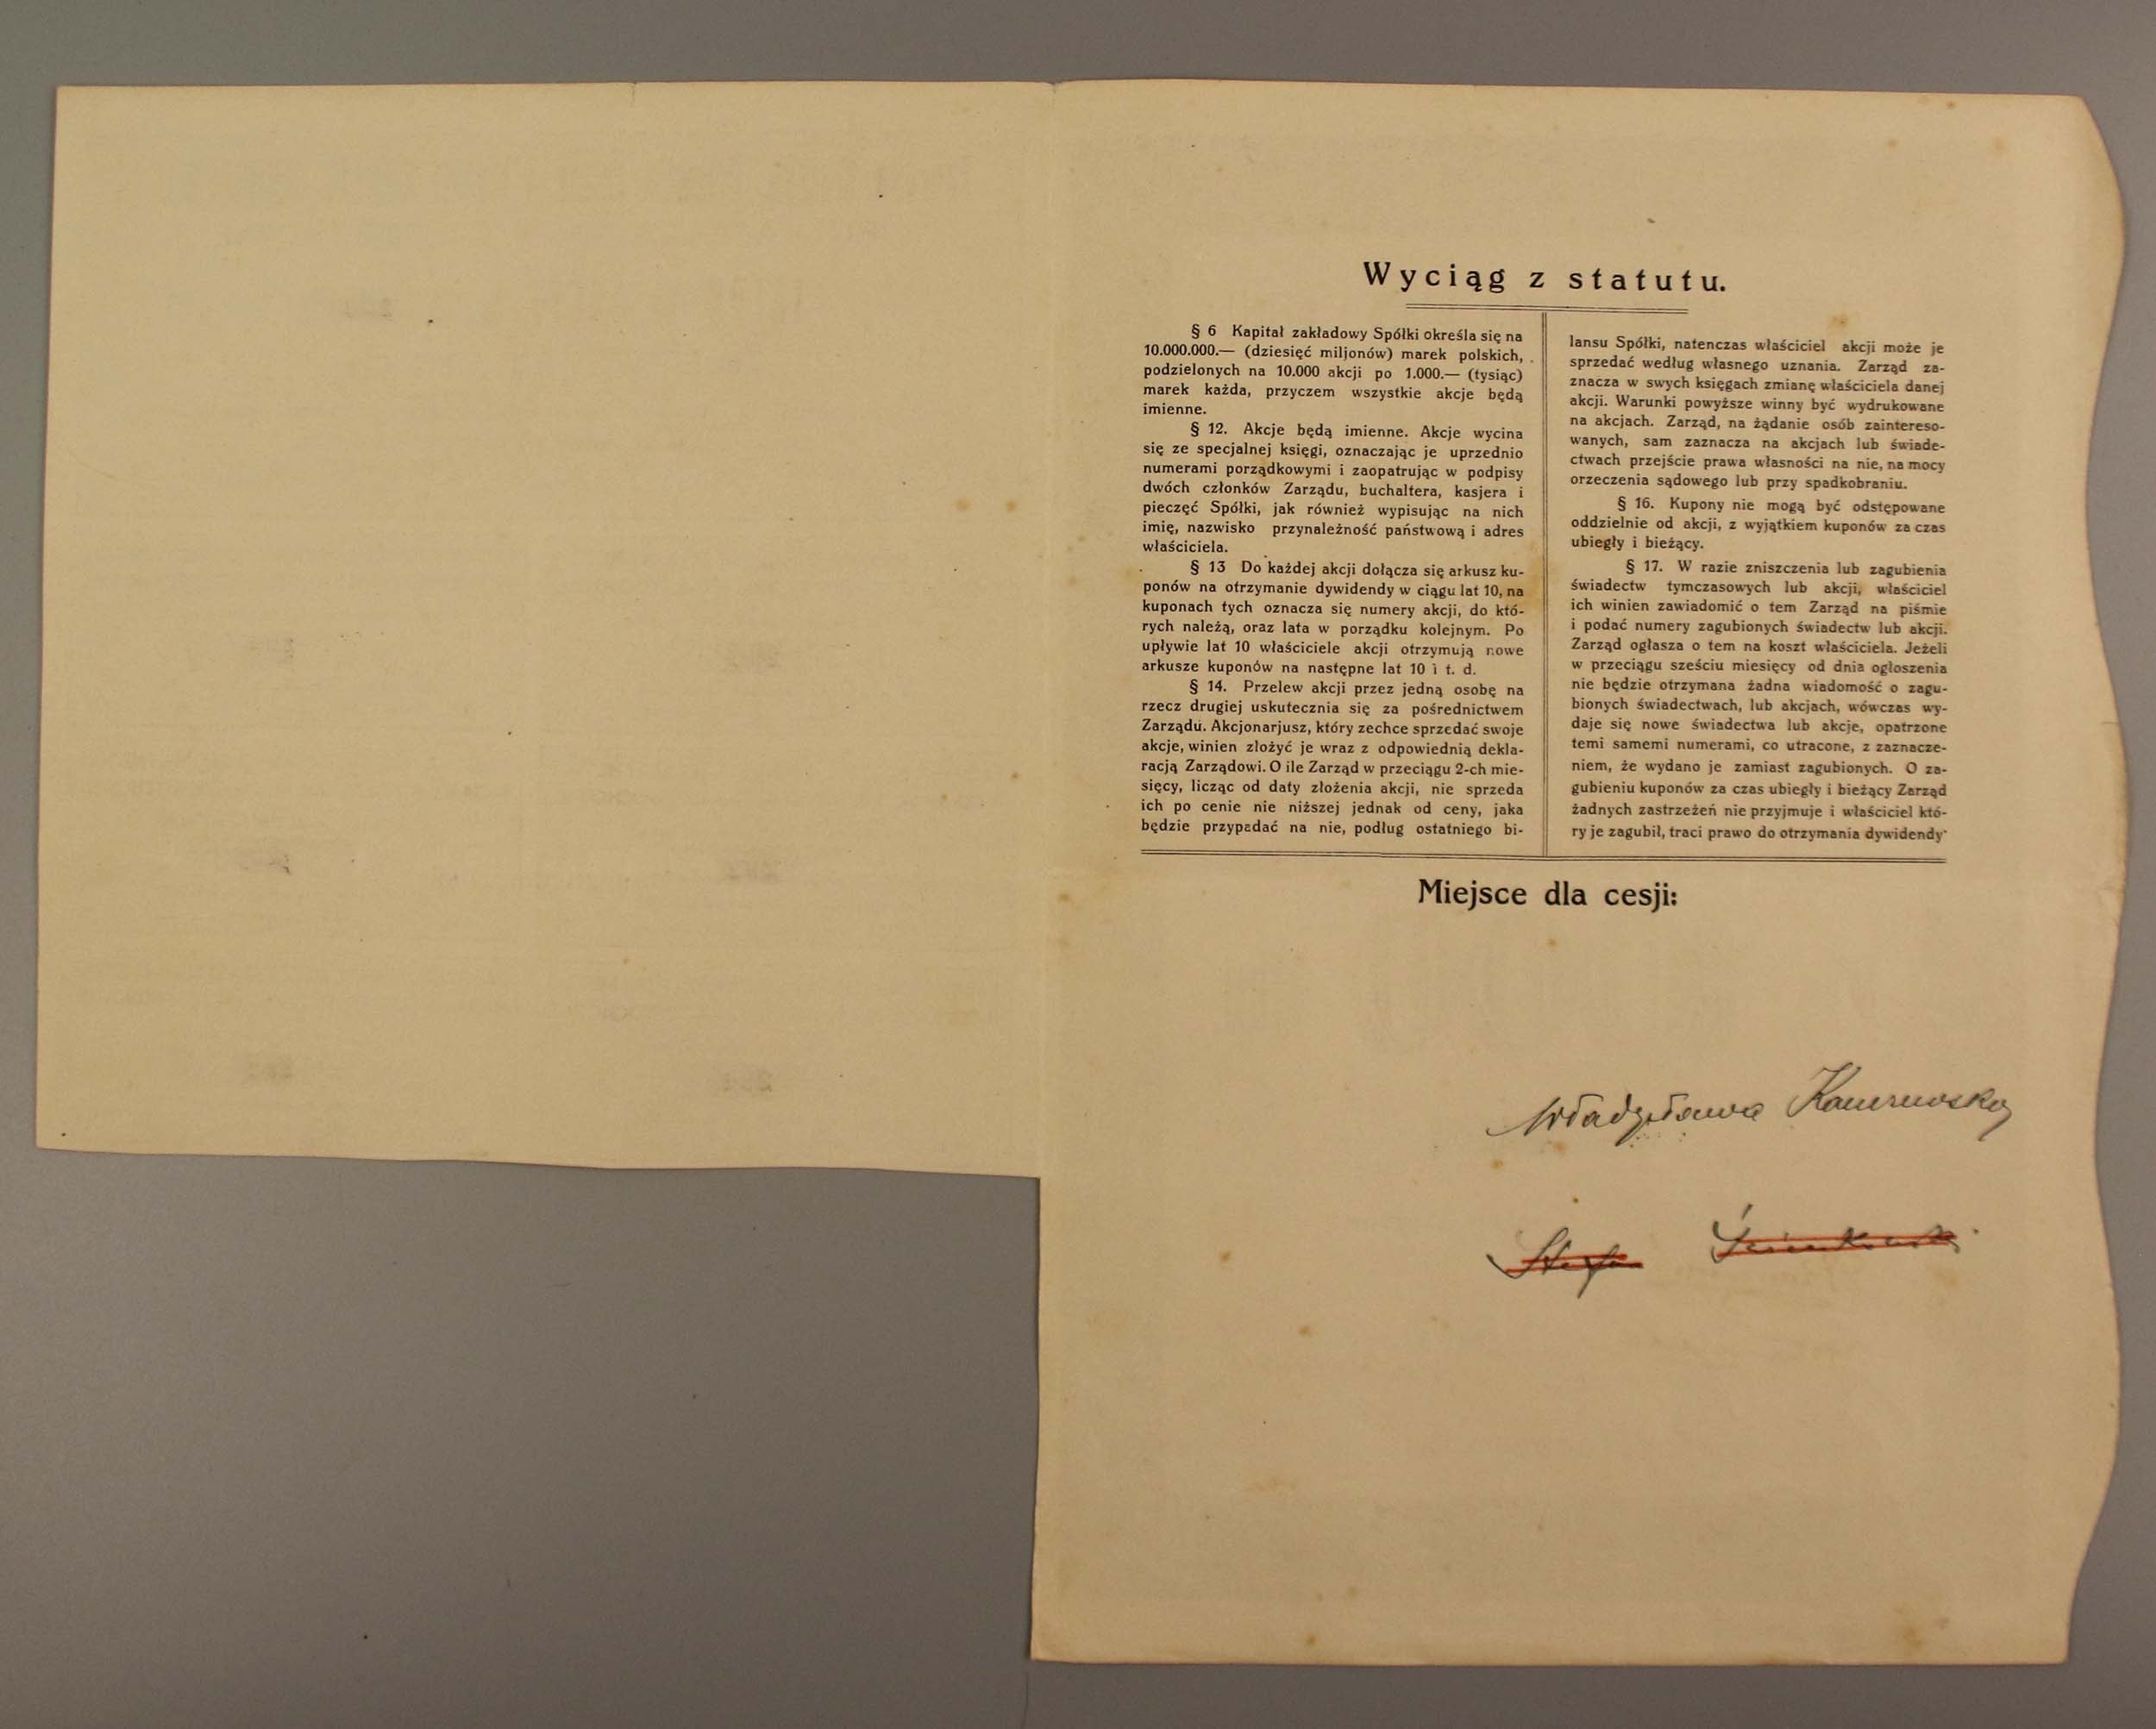 Wyciąg z statutu.
§ 6 Kapitał zakładowy Spółki określa się na
10.000.000.— (dziesięć miljonów) marek polskich,
podzielonych na 10.000 akcji po 1.000.— (tysiąc)
marek każda, przyczem wszystkie akcje będą
imienne.
§ 12. Akcje będą imienne. Akcje wycina
się ze specjalnej księgi, oznaczając je uprzednio
numerami porządkowymi i zaopatrując w podpisy
dwóch członków Zarządu, buchaltera, kasjera i
pieczęć Spółki, jak również wypisując na nich
imię, nazwisko przynależność państwową i adres
właściciela.
§ 13 Do każdej akcji dołącza się arkusz ku-
ponów na otrzymanie dywidendy w ciągu lat 10, na
kuponach tych oznacza się numery akcji, do któ-
rych należą, oraz lata w porządku kolejnym. Po
upływie lat 10 właściciele akcji otrzymują nowe
arkusze kuponów na następne lat 10 i t. d.
§ 14. Przelew akcji przez jedną osobę na
rzecz drugiej uskutecznia się za pośrednictwem
Zarządu. Akcjonarjusz, który zechce sprzedać swoje
akcje, winien złożyć je wraz z odpowiednią dekla-
racją Zarządowi. O ile Zarząd w przeciągu 2-ch mie-
sięcy, licząc od daty złożenia akcji, nie sprzeda
ich po cenie nie niższej jednak od ceny, jaka
będzie przypadać na nie, podług ostatniego bi-
lansu Spółki, natenczas właściciel akcji może je
sprzedać według własnego uznania. Zarząd za-
znacza w swych księgach zmianę właściciela danej
akcji. Warunki powyższe winny być wydrukowane
na akcjach. Zarząd, na żądanie osób zaintereso-
wanych, sam zaznacza na akcjach lub świade-
ctwach przejście prawa własności na nie, na mocy
orzeczenia sądowego lub przy spadkobraniu.
§ 16. Kupony nie mogą być odstępowane
oddzielnie od akcji, z wyjątkiem kuponów za czas
ubiegły i bieżący.
§ 17. W razie zniszczenia lub zagubienia
świadectw tymczasowych lub akcji, właściciel
ich winien zawiadomić o tem Zarząd na piśmie
i podać numery zagubionych świadectw lub akcji.
Zarząd ogłasza o tem na koszt właściciela. Jeżeli
w przeciągu sześciu miesięcy od dnia ogłoszenia
nie będzie otrzymana żadna wiadomość o zagu-
bionych świadectwach, lub akcjach, wówczas wy-
daje się nowe świadectwa lub akcje, opatrzone
temi samemi numerami, co utracone, z zaznacze-
niem, że wydano je zamiast zagubionych. O za-
gubieniu kuponów za czas ubiegły i bieżący Zarząd
żadnych zastrzeżeń nie przyjmuje i właściciel któ-
ry je zagubił, traci prawo do otrzymania dywidendy
Miejsce dla cesji:
Władysława
Stefan